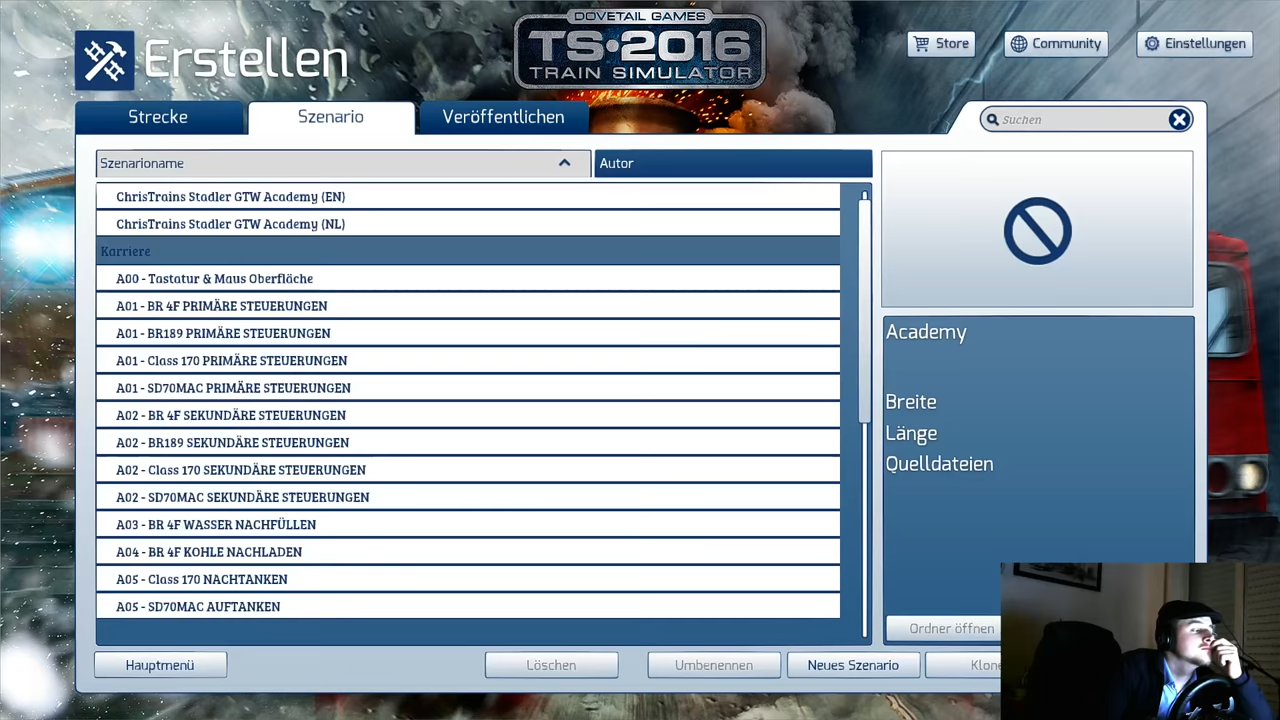 DOVETAIL GAMES
TS·2016
TRAIN SIMULATOR
Erstellen
Store
Community
Einstellungen
Strecke
Szenario
Veröffentlichen
Suchen
Szenarioname
Autor
ChrisTrains Stadler GTW Academy (EN)
ChrisTrains Stadler GTW Academy (NL)
Karriere
A00 - Tastatur & Maus Oberfläche
A01 - BR 4F PRIMÄRE STEUERUNGEN
A01 - BR189 PRIMÄRE STEUERUNGEN
A01 - Class 170 PRIMÄRE STEUERUNGEN
A01 - SD70MAC PRIMÄRE STEUERUNGEN
A02 - BR 4F SEKUNDÄRE STEUERUNGEN
A02 - BR189 SEKUNDÄRE STEUERUNGEN
A02 - Class 170 SEKUNDÄRE STEUERUNGEN
A02 - SD70MAC SEKUNDÄRE STEUERUNGEN
A03 - BR 4F WASSER NACHFÜLLEN
A04 - BR 4F KOHLE NACHLADEN
A05 - Class 170 NACHTANKEN
A05 - SD70MAC AUFTANKEN
Academy
Breite
Länge
Quelldateien
Ordner öffnen
Hauptmenü
Löschen
Umbenennen
Neues Szenario
Klone